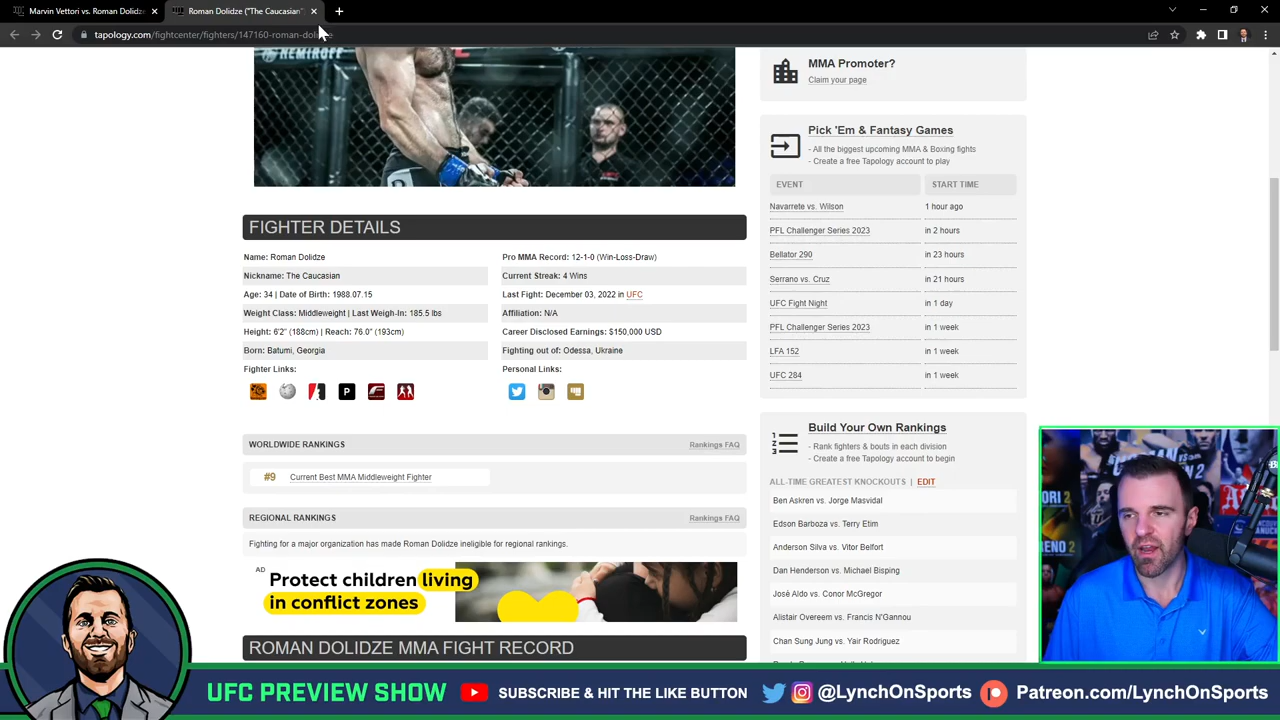 Marvin Vettori vs. Roman Dolidze
Roman Dolidze ("The Caucasian"
tapology.com/fightcenter/fighters/147160-roman-dolidze
NEMIROFF
MMA Promoter?
Claim your page
Pick 'Em & Fantasy Games
- All the biggest upcoming MMA & Boxing fights
- Create a free Tapology account to play
EVENT START TIME
Navarrete vs. Wilson 1 hour ago
PFL Challenger Series 2023 in 2 hours
Bellator 290 in 23 hours
Serrano vs. Cruz in 21 hours
UFC Fight Night in 1 day
PFL Challenger Series 2023 in 1 week
LFA 152 in 1 week
UFC 284 in 1 week
FIGHTER DETAILS
Name: Roman Dolidze Pro MMA Record: 12-1-0 (Win-Loss-Draw)
Nickname: The Caucasian Current Streak: 4 Wins
Age: 34 | Date of Birth: 1988.07.15 Last Fight: December 03, 2022 in UFC
Weight Class: Middleweight | Last Weigh-In: 185.5 lbs Affiliation: N/A
Height: 6'2" (188cm) | Reach: 76.0" (193cm) Career Disclosed Earnings: $150,000 USD
Born: Batumi, Georgia Fighting out of: Odessa, Ukraine
Fighter Links: Personal Links:
WORLDWIDE RANKINGS Rankings FAQ
#9 Current Best MMA Middleweight Fighter
REGIONAL RANKINGS Rankings FAQ
Fighting for a major organization has made Roman Dolidze ineligible for regional rankings.
AD
Protect children living
in conflict zones
ROMAN DOLIDZE MMA FIGHT RECORD
Build Your Own Rankings
- Rank fighters & bouts in each division
- Create a free Tapology account to begin
ALL-TIME GREATEST KNOCKOUTS | EDIT
Ben Askren vs. Jorge Masvidal
Edson Barboza vs. Terry Etim
Anderson Silva vs. Vitor Belfort
Dan Henderson vs. Michael Bisping
José Aldo vs. Conor McGregor
Alistair Overeem vs. Francis N'Gannou
Chan Sung Jung vs. Yair Rodriguez
UFC PREVIEW SHOW SUBSCRIBE & HIT THE LIKE BUTTON @LynchOnSports Patreon.com/LynchOnSports